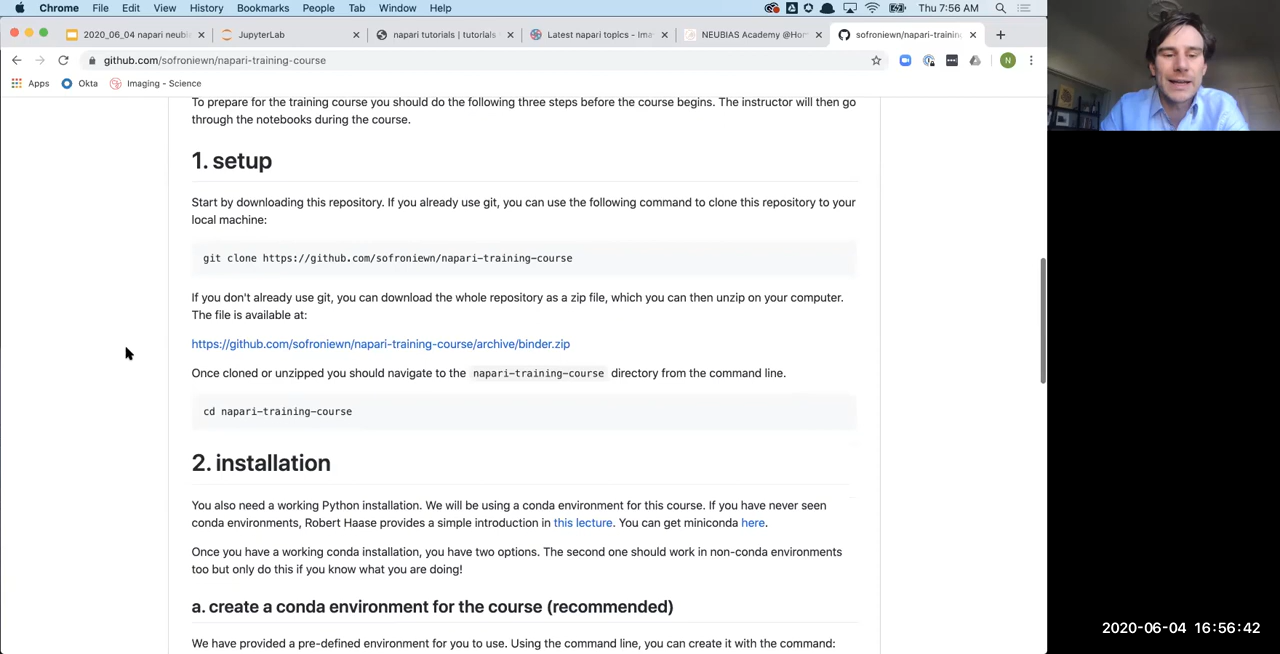 Chrome File Edit View History Bookmarks People Tab Window Help Thu 7:56 AM
2020_06_04 napari neubi
JupyterLab
napari tutorials | tutorials
Latest napari topics - Ima
NEUBIAS Academy @Hom
sofroniewn/napari-training
github.com/sofroniewn/napari-training-course
N
Apps Okta Imaging - Science
To prepare for the training course you should do the following three steps before the course begins. The instructor will then go
through the notebooks during the course.
1. setup
Start by downloading this repository. If you already use git, you can use the following command to clone this repository to your
local machine:
git clone https://github.com/sofroniewn/napari-training-course
If you don't already use git, you can download the whole repository as a zip file, which you can then unzip on your computer.
The file is available at:
https://github.com/sofroniewn/napari-training-course/archive/binder.zip
Once cloned or unzipped you should navigate to the napari-training-course directory from the command line.
cd napari-training-course
2. installation
You also need a working Python installation. We will be using a conda environment for this course. If you have never seen
conda environments, Robert Haase provides a simple introduction in this lecture. You can get miniconda here.
Once you have a working conda installation, you have two options. The second one should work in non-conda environments
too but only do this if you know what you are doing!
a. create a conda environment for the course (recommended)
We have provided a pre-defined environment for you to use. Using the command line, you can create it with the command:
2020-06-04 16:56:42